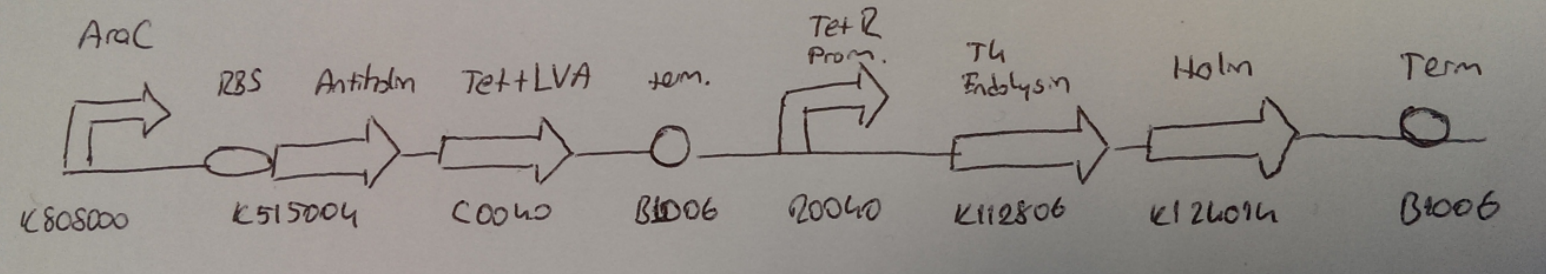 AraC
RBS
Antiholin
Tet+LVA
tem.
TetR
Prom.
T4
Endolysin
Holin
Term
K808000
K515004
C0040
B1006
R0040
K112806
K124014
B1006